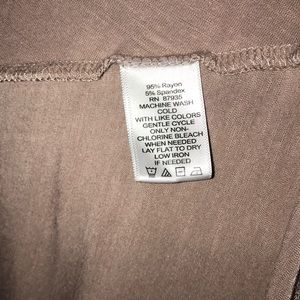 95% Rayon
5% Spandex
RN 87935
MACHINE WASH
COLD
WITH LIKE COLORS
GENTLE CYCLE
ONLY NON-
CHLORINE BLEACH
WHEN NEEDED
LAY FLAT TO DRY
LOW IRON
IF NEEDED